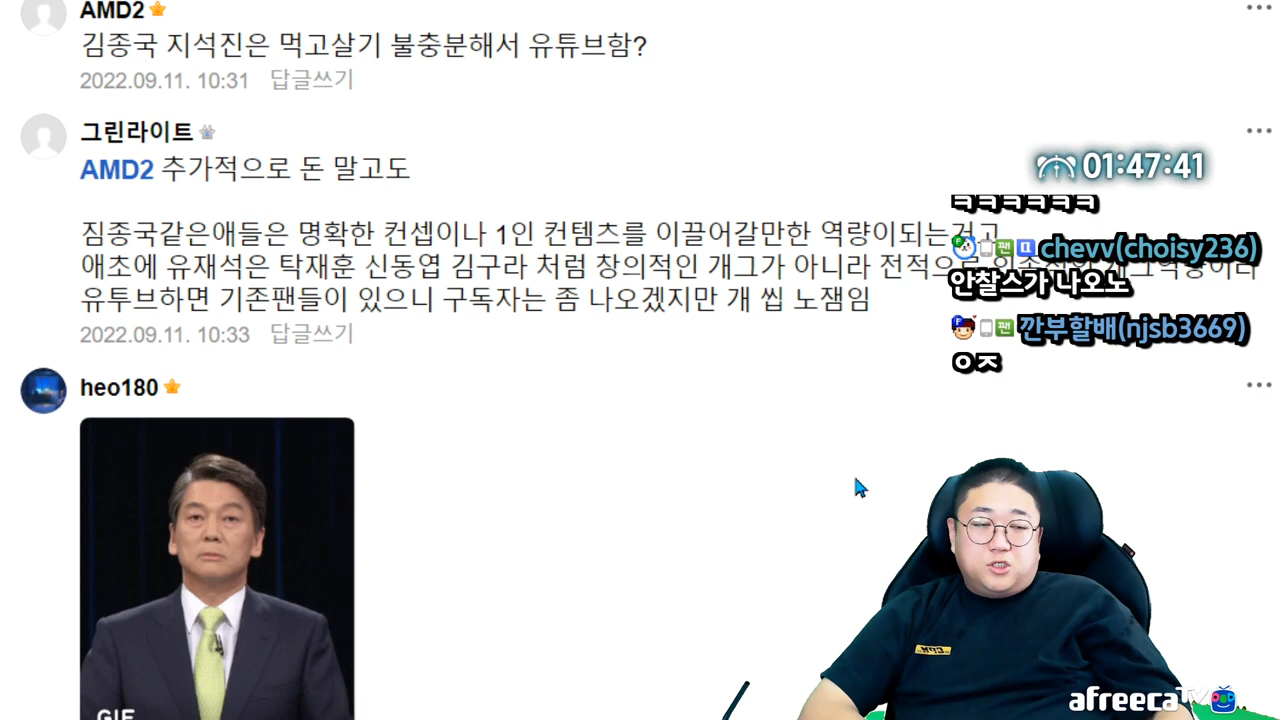 AMD2
김종국 지석진은 먹고살기 불충분해서 유튜브함?
2022.09.11. 10:31 답글쓰기
그린라이트
AMD2 추가적으로 돈 말고도
짐종국같은애들은 명확한 컨셉이나 1인 컨템츠를 이끌어갈만한 역량이되는거고
애초에 유재석은 탁재훈 신동엽 김구라 처럼 창의적인 개그가 아니라 전적으로
유투브하면 기존팬들이 있으니 구독자는 좀 나오겠지만 개 씹 노잼임
2022.09.11. 10:33 답글쓰기
heo180
GIF
01:47:41
ㅋㅋㅋㅋㅋㅋ
chevv(choisy236)
안찰스가 나오노
깐부할배(njsb3669)
ㅇㅈ
afreecaTV